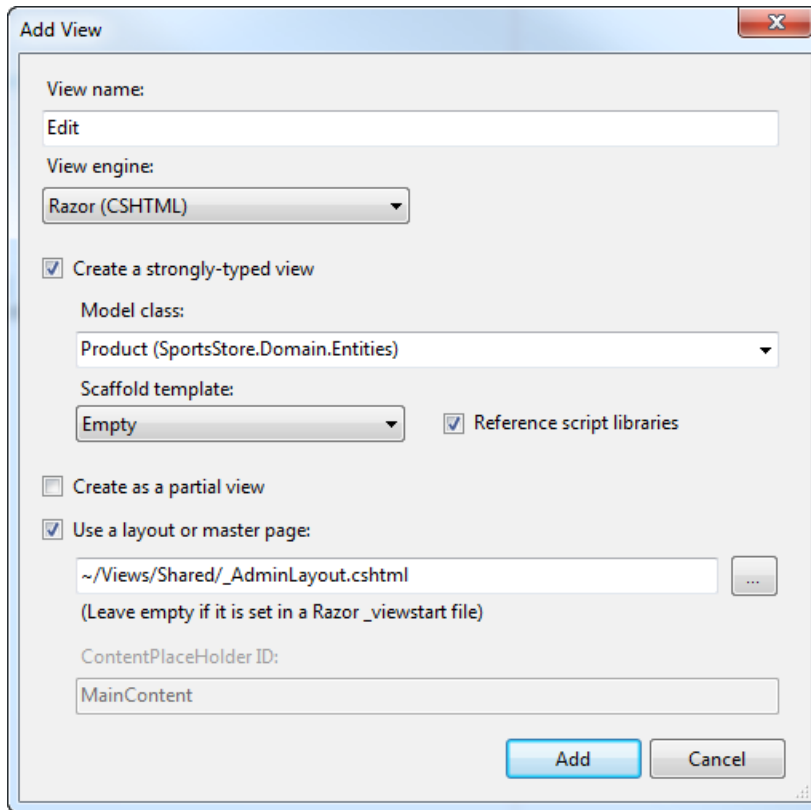 Add View
View name:
Edit
View engine:
Razor (CSHTML)
Create a strongly-typed view
Model class:
Product (SportsStore.Domain.Entities)
Scaffold template:
Empty
Reference script libraries
Create as a partial view
Use a layout or master page:
~/Views/Shared/_AdminLayout.cshtml
...
(Leave empty if it is set in a Razor _viewstart file)
ContentPlaceHolder ID:
MainContent
Add
Cancel